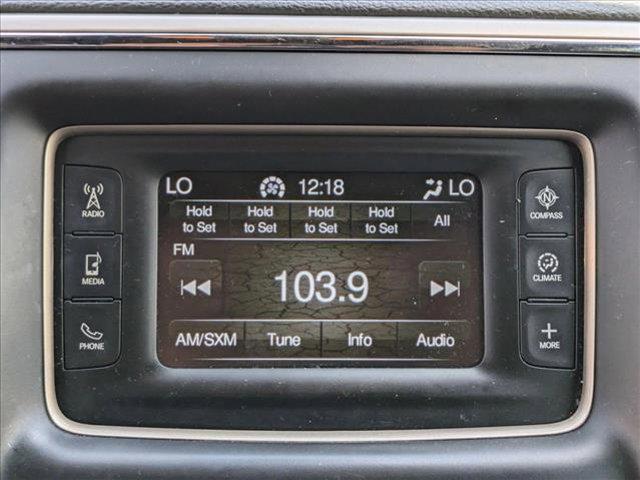 LO 12:18 LO
Hold to Set Hold to Set Hold to Set Hold to Set All
FM
103.9
AM/SXM Tune Info Audio
RADIO
MEDIA
PHONE
N
COMPASS
CLIMATE
+
MORE